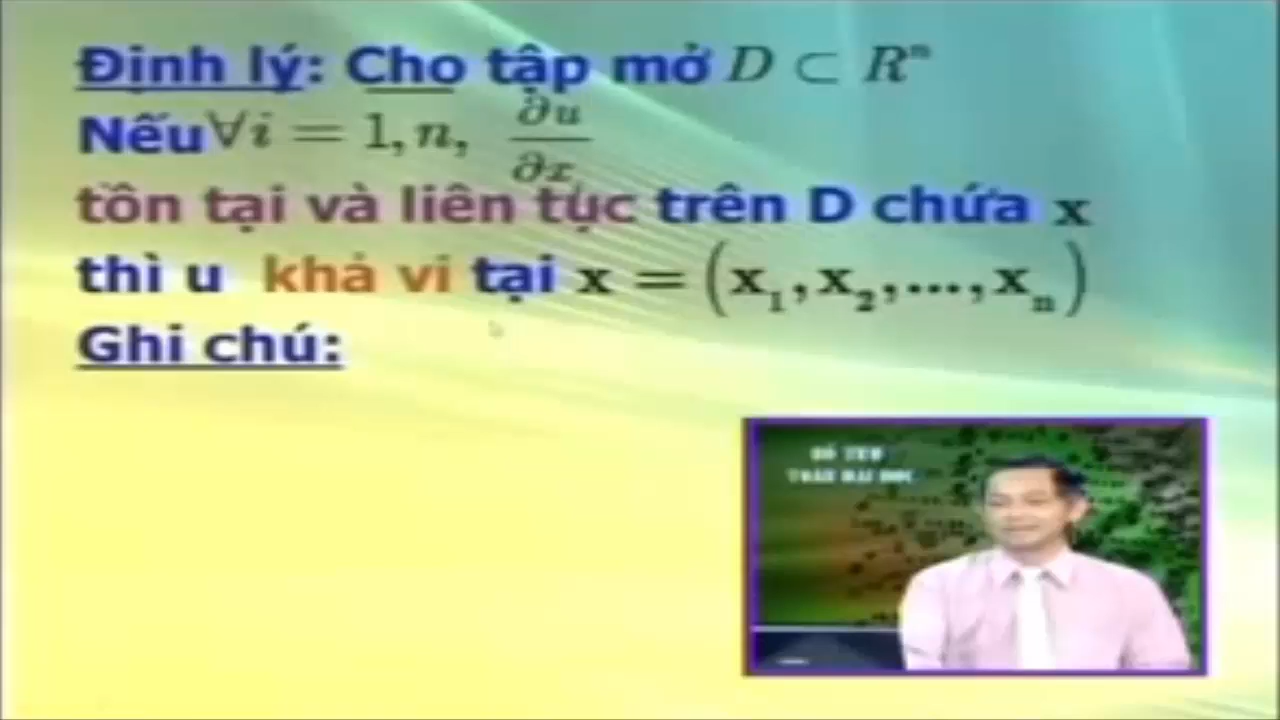 Định lý: Cho tập mở D ⊂ Rⁿ
Nếu ∀i = 1, n, ∂u/∂xᵢ
tồn tại và liên tục trên D chứa x
thì u khả vi tại x = (x₁, x₂, ..., xₙ)
Ghi chú: